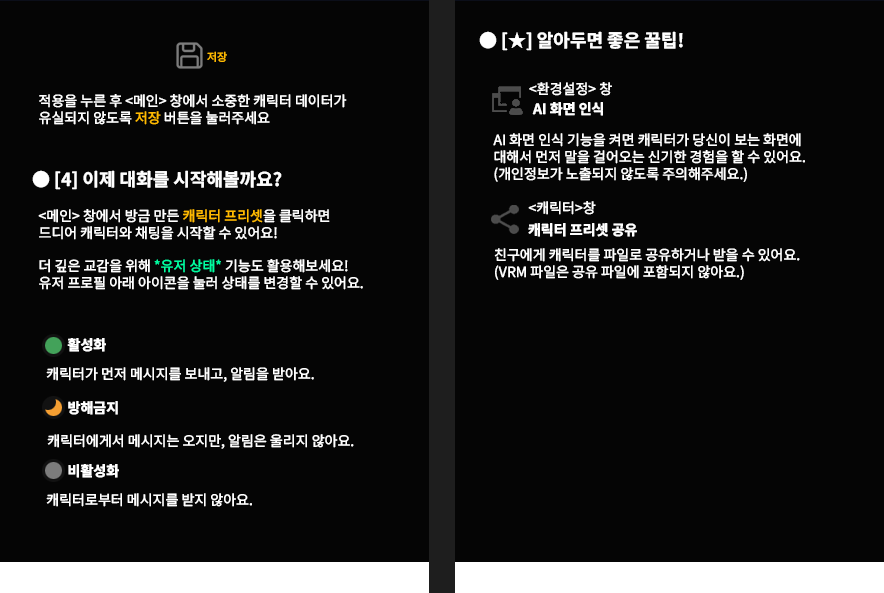 저장
적용을 누른 후 <메인> 창에서 소중한 캐릭터 데이터가
유실되지 않도록 저장 버튼을 눌러주세요
● [4] 이제 대화를 시작해볼까요?
<메인> 창에서 방금 만든 캐릭터 프리셋을 클릭하면
드디어 캐릭터와 채팅을 시작할 수 있어요!
더 깊은 교감을 위해 *유저 상태* 기능도 활용해보세요!
유저 프로필 아래 아이콘을 눌러 상태를 변경할 수 있어요.
활성화
캐릭터가 먼저 메시지를 보내고, 알림을 받아요.
방해금지
캐릭터에게서 메시지는 오지만, 알림은 울리지 않아요.
비활성화
캐릭터로부터 메시지를 받지 않아요.
● [★] 알아두면 좋은 꿀팁!
<환경설정> 창
AI 화면 인식
AI 화면 인식 기능을 켜면 캐릭터가 당신이 보는 화면에
대해서 먼저 말을 걸어오는 신기한 경험을 할 수 있어요.
(개인정보가 노출되지 않도록 주의해주세요.)
<캐릭터>창
캐릭터 프리셋 공유
친구에게 캐릭터를 파일로 공유하거나 받을 수 있어요.
(VRM 파일은 공유 파일에 포함되지 않아요.)